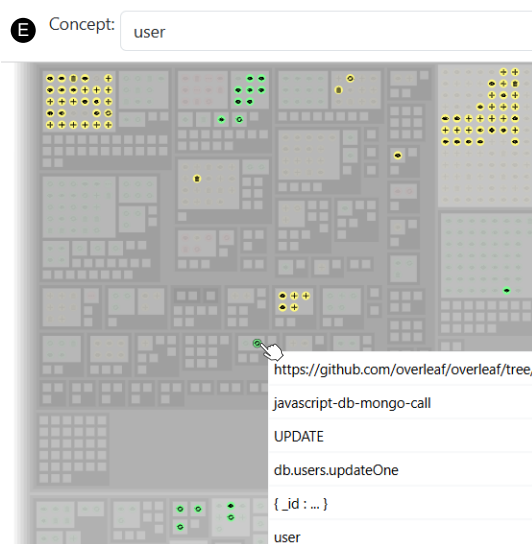 E Concept: user
https://github.com/overleaf/overleaf/tree/
javascript-db-mongo-call
UPDATE
db.users.updateOne
{ _id : ... }
user